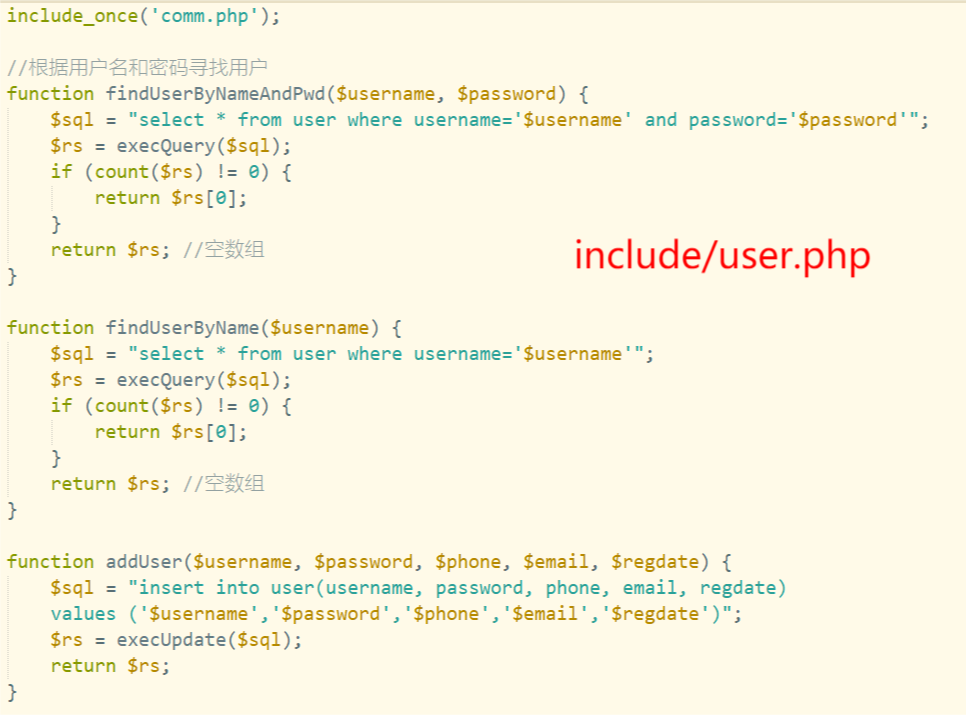 include_once('comm.php');
//根据用户名和密码寻找用户
function findUserByNameAndPwd($username, $password) {
$sql = "select * from user where username='$username' and password='$password'";
$rs = execQuery($sql);
if (count($rs) != 0) {
return $rs[0];
}
return $rs; //空数组
include/user.php
}
function findUserByName($username) {
$sql = "select * from user where username='$username'";
$rs = execQuery($sql);
if (count($rs) != 0) {
return $rs[0];
}
return $rs; //空数组
}
function addUser($username, $password, $phone, $email, $regdate) {
$sql = "insert into user(username, password, phone, email, regdate)
values ('$username','$password','$phone','$email','$regdate')";
$rs = execUpdate($sql);
return $rs;
}